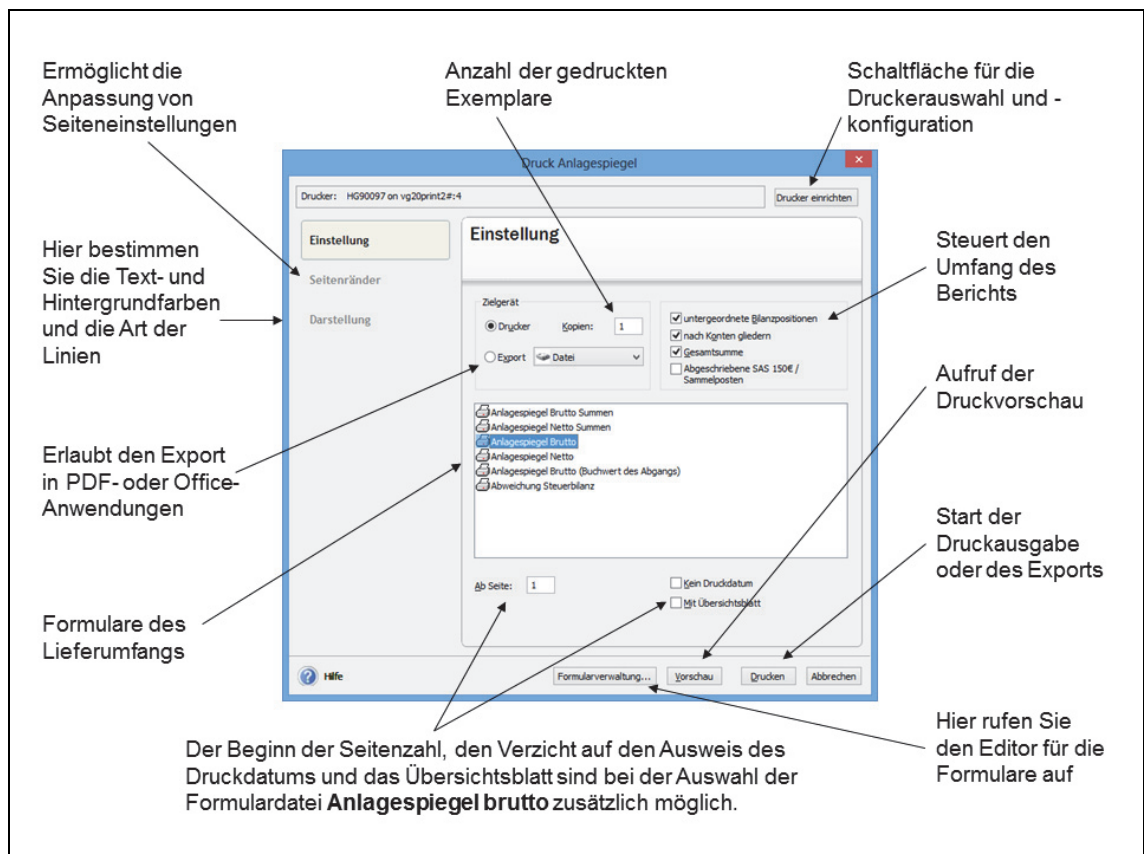 Ermöglicht die
Anpassung von
Seiteneinstellungen
Anzahl der gedruckten
Exemplare
Schaltfläche für die
Druckerauswahl und -
konfiguration
Hier bestimmen
Sie die Text- und
Hintergrundfarben
und die Art der
Linien
Erlaubt den Export
in PDF- oder Office-
Anwendungen
Formulare des
Lieferumfangs
Druck Anlagespiegel
Drucker: HG90097 on vg20print2#:4
Drucker einrichten
Einstellung
Seitenränder
Darstellung
Einstellung
Zielgerät
Drucker Kopien: 1
Export Datei
untergeordnete Bilanzpositionen
nach Konten gliedern
Gesamtsumme
Abgeschriebene SAS 150€ /
Sammelposten
Anlagespiegel Brutto Summen
Anlagespiegel Netto Summen
Anlagespiegel Brutto
Anlagespiegel Netto
Anlagespiegel Brutto (Buchwert des Abgangs)
Abweichung Steuerbilanz
Ab Seite: 1
Kein Druckdatum
Mit Übersichtsblatt
Hilfe
Formularverwaltung... Vorschau Drucken Abbrechen
Steuert den
Umfang des
Berichts
Aufruf der
Druckvorschau
Start der
Druckausgabe
oder des Exports
Hier rufen Sie
den Editor für die
Formulare auf
Der Beginn der Seitenzahl, den Verzicht auf den Ausweis des
Druckdatums und das Übersichtsblatt sind bei der Auswahl der
Formulardatei Anlagespiegel brutto zusätzlich möglich.